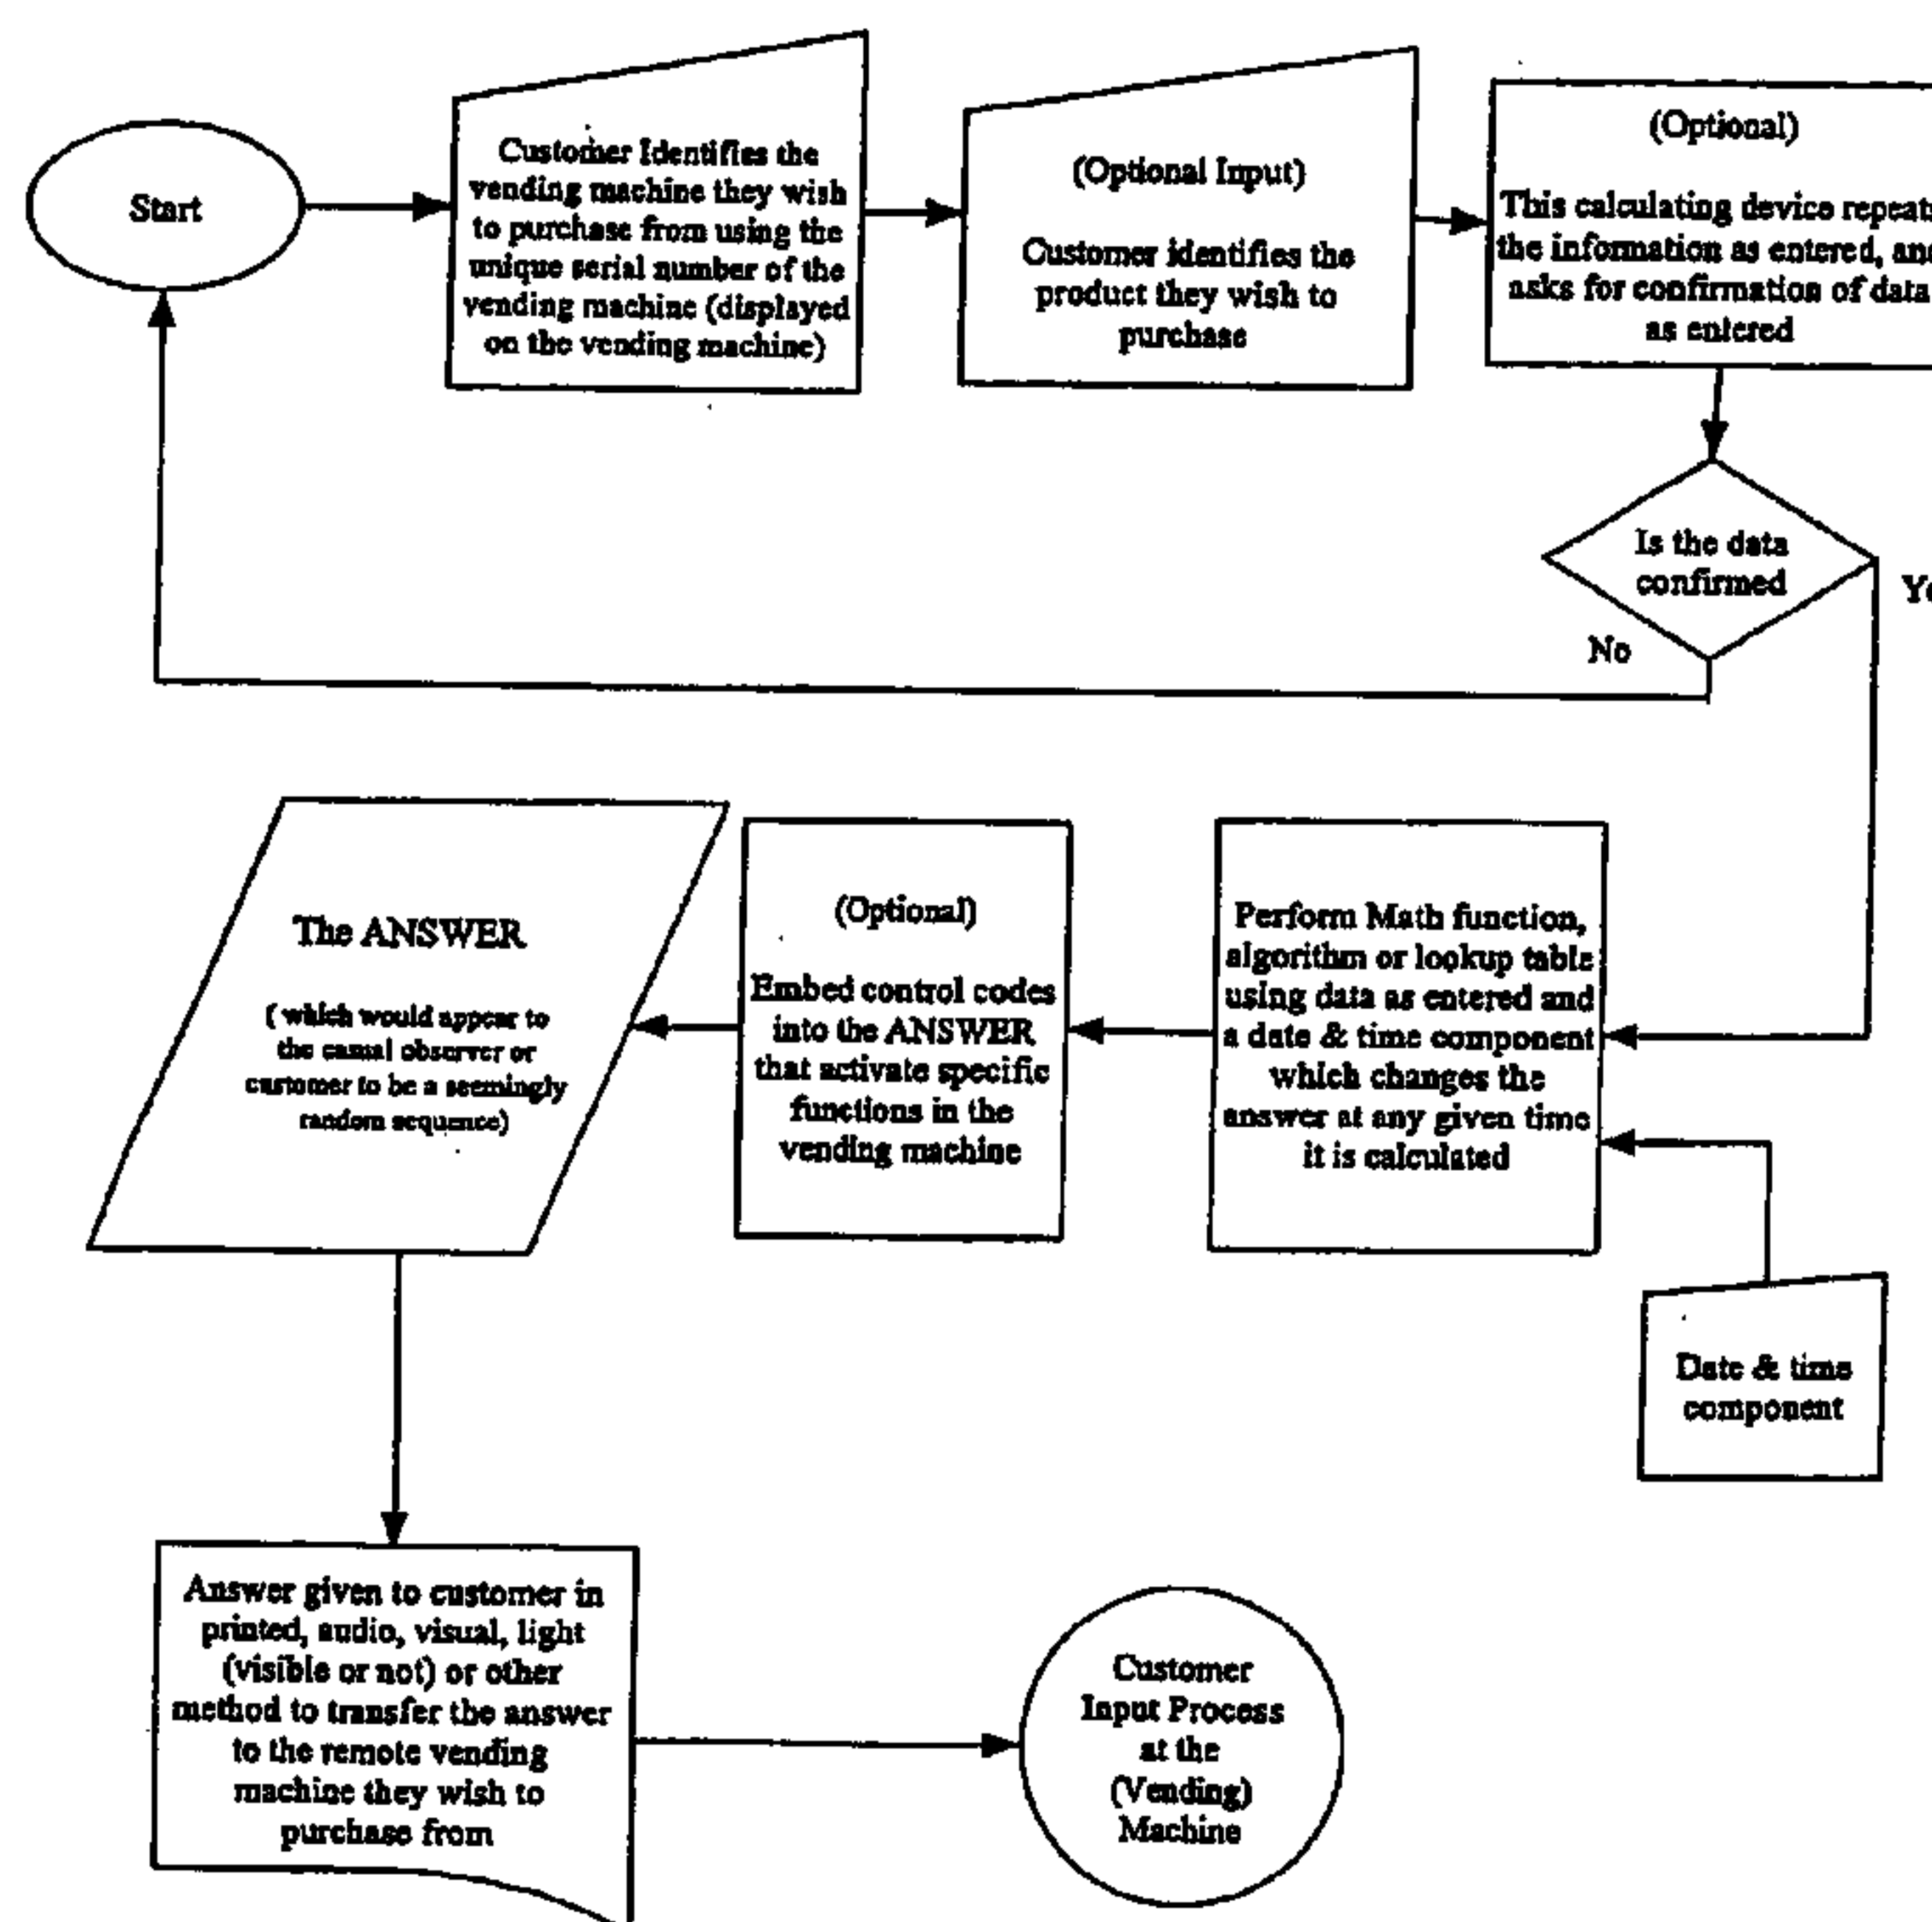 Start
Customer Identifies the
vending machine they wish
to purchase from using the
unique serial number of the
vending machine (displayed
on the vending machine)
(Optional Input)
Customer identifies the
product they wish to
purchase
(Optional)
This calculating device repeats
the information as entered, and
asks for confirmation of data
as entered
Is the data
confirmed
Ye
No
The ANSWER
( which would appear to
the casual observer or
customer to be a seemingly
random sequence)
(Optional)
Embed control codes
into the ANSWER
that activate specific
functions in the
vending machine
Perform Math function,
algorithm or lookup table
using data as entered and
a date & time component
which changes the
answer at any given time
it is calculated
Date & time
component
Answer given to customer in
printed, audio, visual, light
(visible or not) or other
method to transfer the answer
to the remote vending
machine they wish to
purchase from
Customer
Input Process
at the
(Vending)
Machine